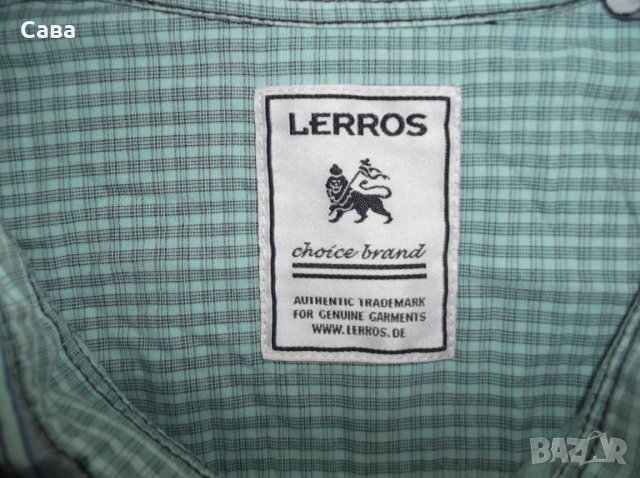 Сава
LERROS
choice brand
AUTHENTIC TRADEMARK
FOR GENUINE GARMENTS
WWW.LERROS.DE
BAZAR